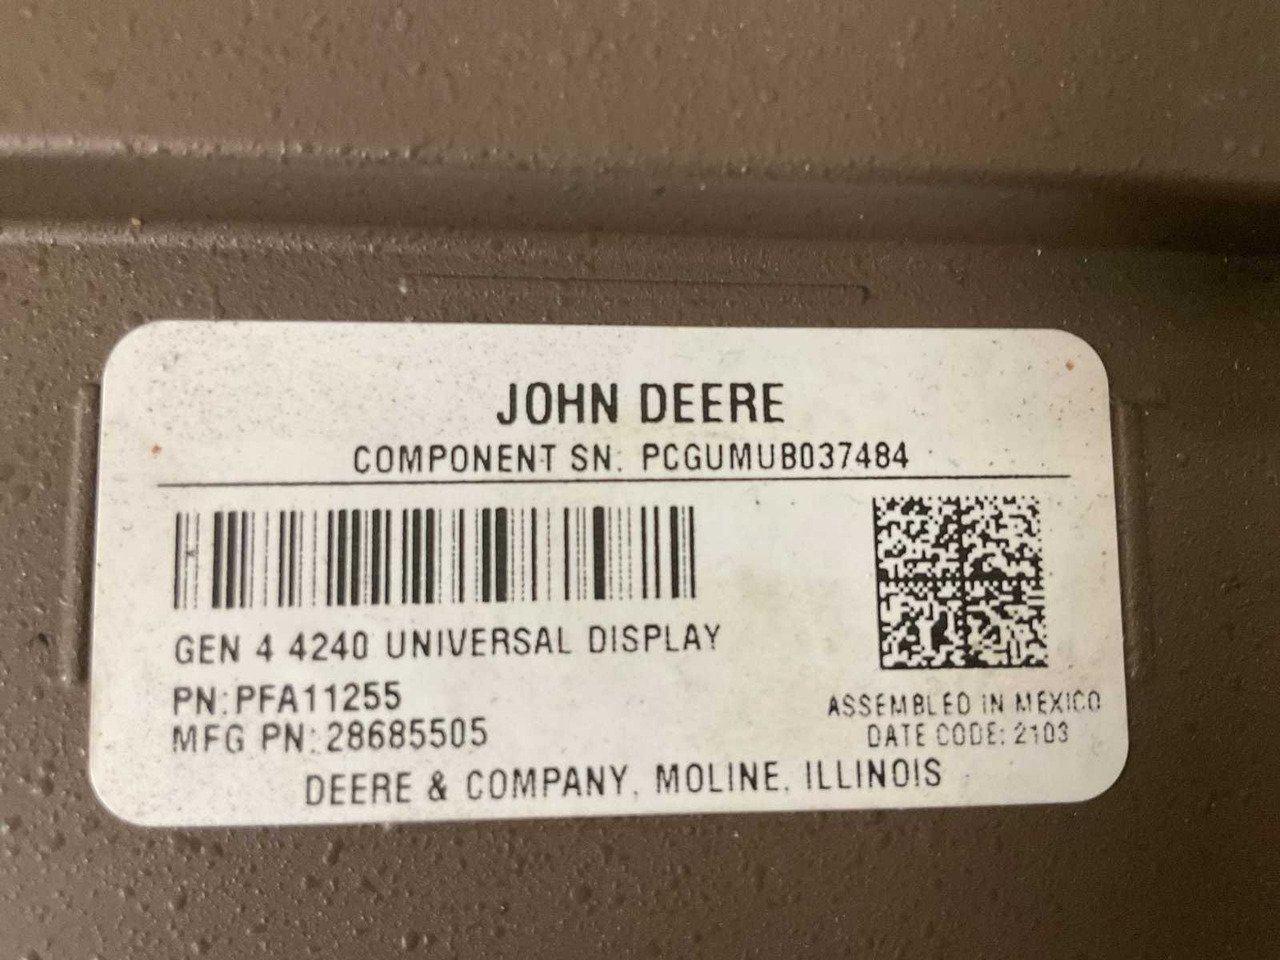 JOHN DEERE
COMPONENT SN: PCGUMUB037484
GEN 4 4240 UNIVERSAL DISPLAY
PN:PFA11255
MFG PN:28685505
ASSEMBLED IN MEXICO
DATE CODE: 2103
DEERE & COMPANY, MOLINE, ILLINOIS